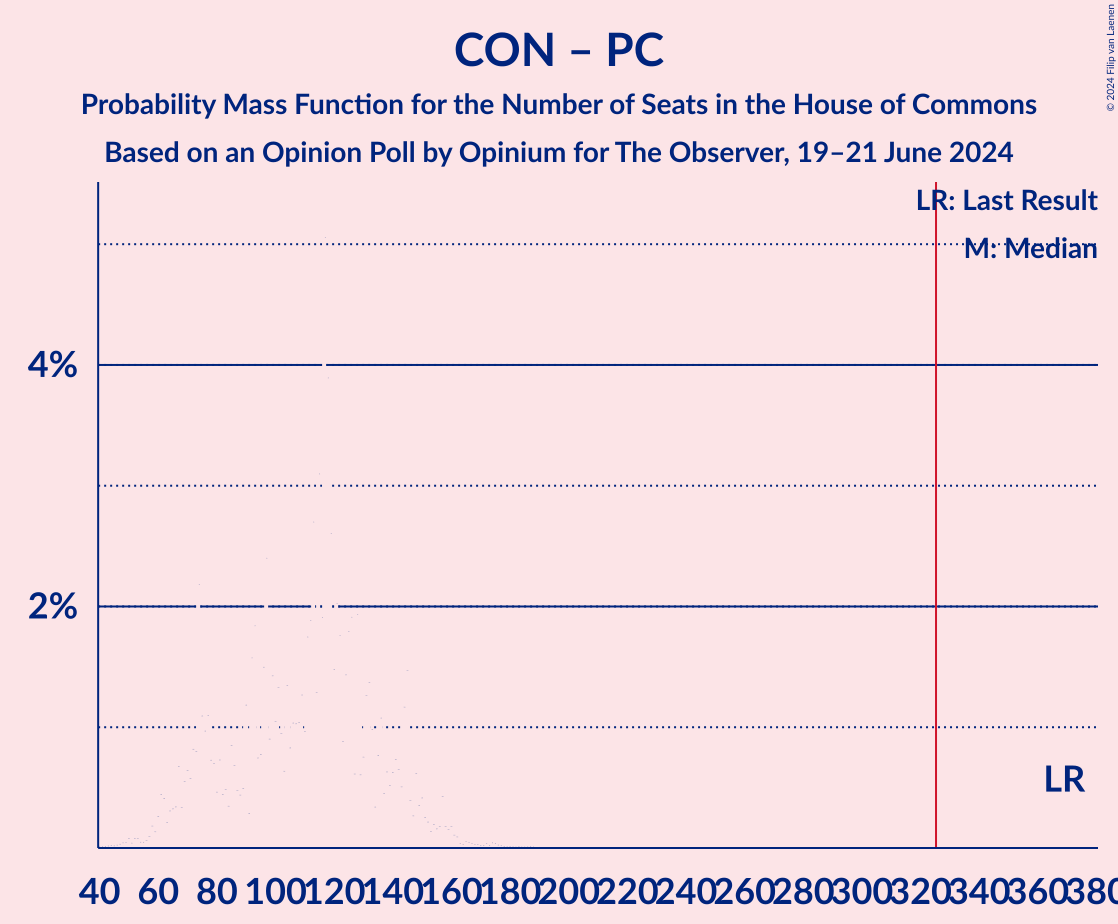 CON – PC
Probability Mass Function for the Number of Seats in the House of Commons
Based on an Opinion Poll by Opinium for The Observer, 19–21 June 2024
© 2024 Filip van Laenen
LR: Last Result
M: Median
4%
2%
LR
40 60 80 100 120 140 160 180 200 220 240 260 280 300 320 340 360 380